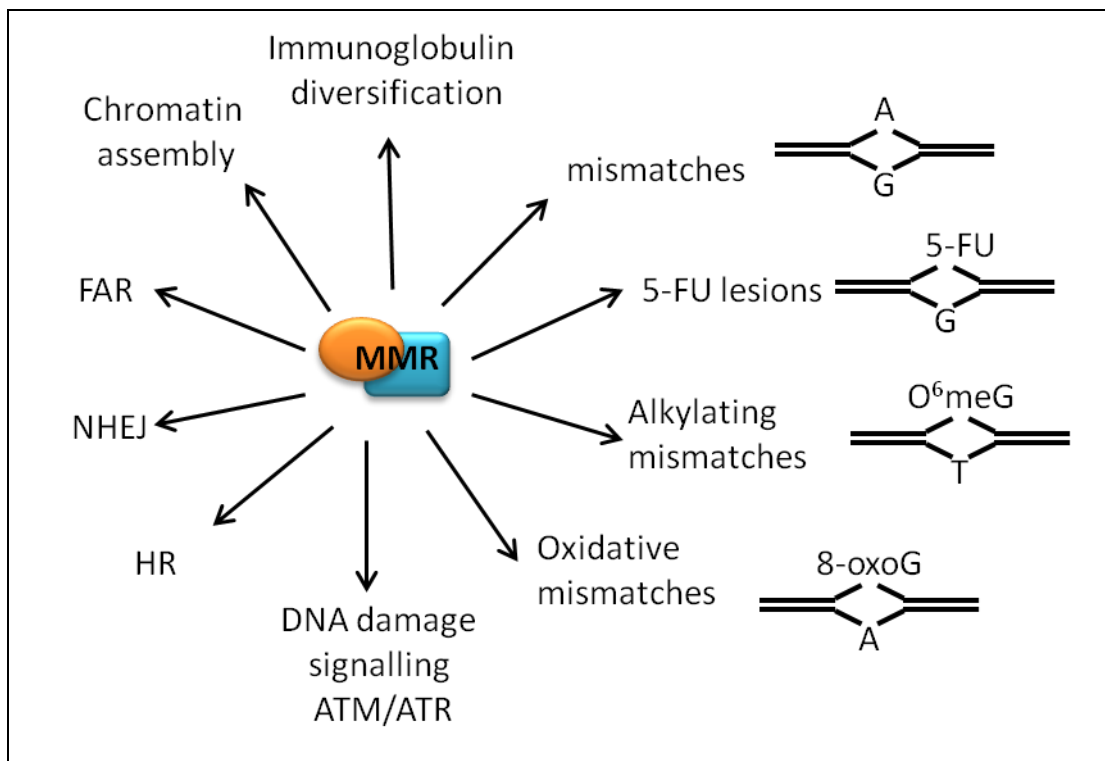 Immunoglobulin
diversification
Chromatin
assembly
FAR
NHEJ
HR
DNA damage
signalling
ATM/ATR
MMR
mismatches
A
G
5-FU lesions
5-FU
G
Alkylating
mismatches
O⁶meG
T
Oxidative
mismatches
8-oxoG
A